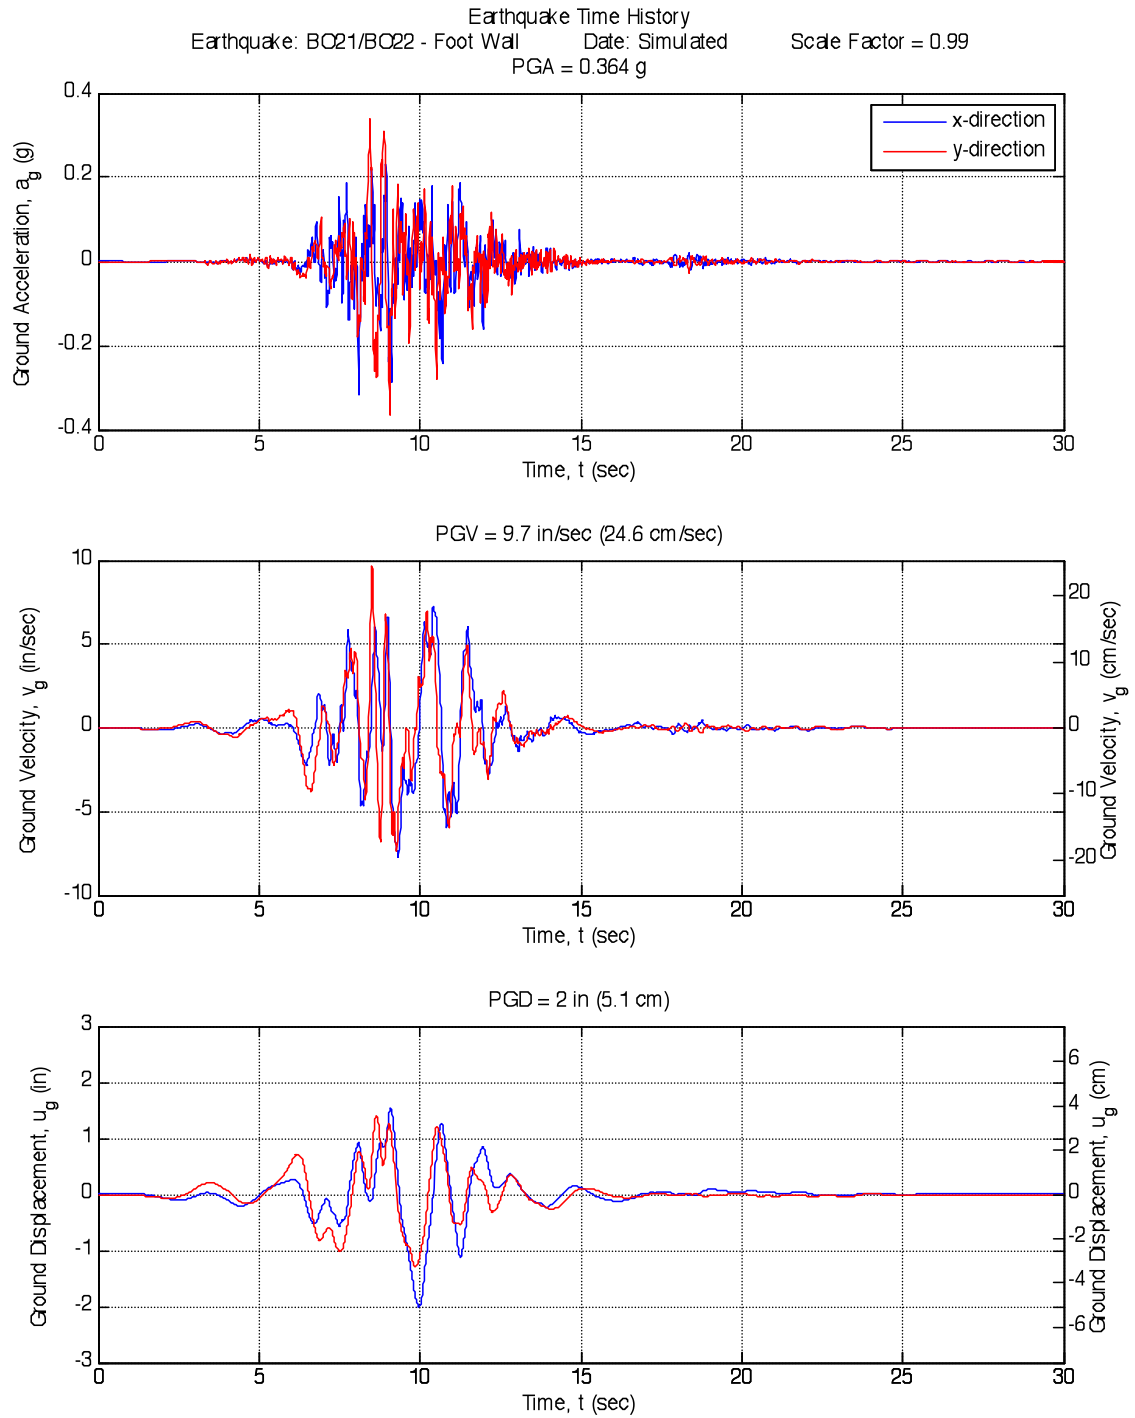 Earthquake Time History
Earthquake: BO21/BO22 - Foot Wall Date: Simulated Scale Factor = 0.99
PGA = 0.364 g
0.4
0.2
0
-0.2
-0.4
Ground Acceleration, a_g (g)
x-direction
y-direction
0 5 10 15 20 25 30
Time, t (sec)
PGV = 9.7 in/sec (24.6 cm/sec)
10
5
0
-5
-10
Ground Velocity, v_g (in/sec)
20
10
0
-10
-20
Ground Velocity, v_g (cm/sec)
0 5 10 15 20 25 30
Time, t (sec)
PGD = 2 in (5.1 cm)
3
2
1
0
-1
-2
-3
Ground Displacement, u_g (in)
6
4
2
0
-2
-4
-6
Ground Displacement, u_g (cm)
0 5 10 15 20 25 30
Time, t (sec)